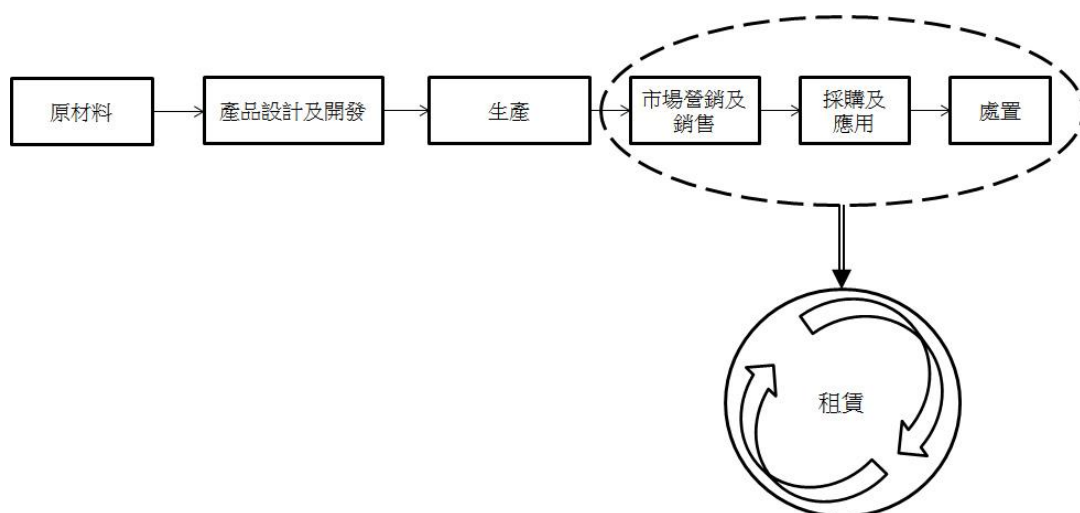 原材料
產品設計及開發
生產
市場營銷及
銷售
採購及
應用
處置
租賃